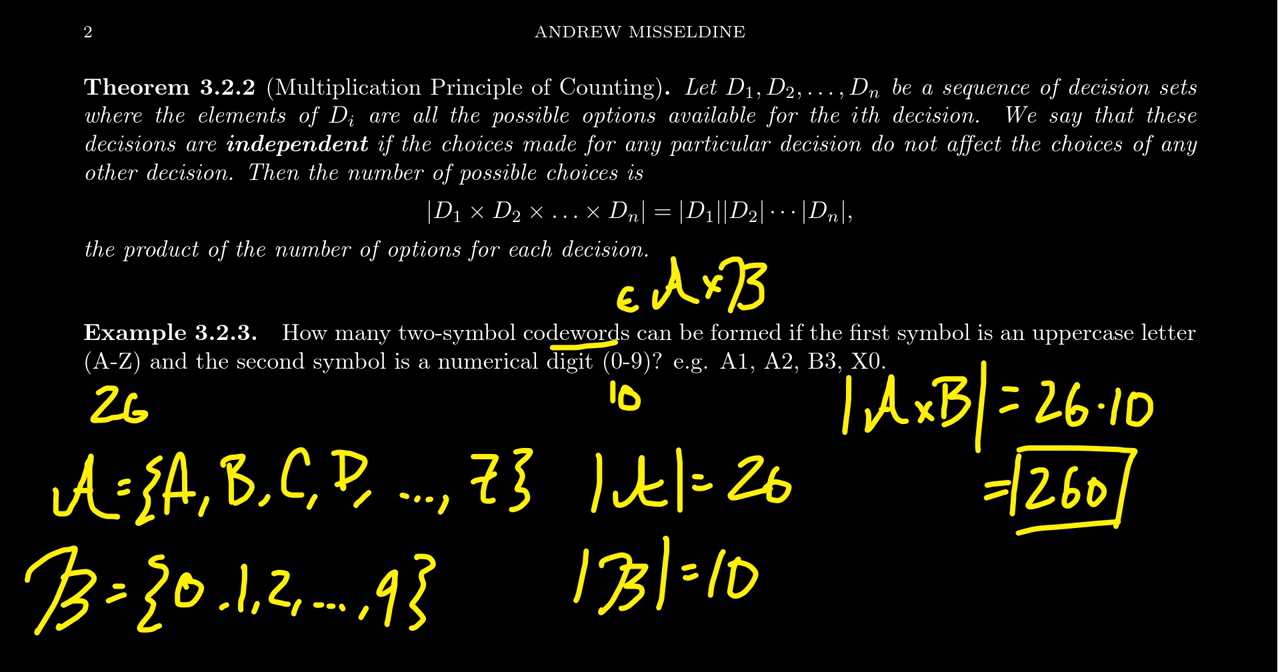 2 ANDREW MISSELDINE
Theorem 3.2.2 (Multiplication Principle of Counting). Let D₁, D₂, . . . , Dₙ be a sequence of decision sets
where the elements of Dᵢ are all the possible options available for the ith decision. We say that these
decisions are independent if the choices made for any particular decision do not affect the choices of any
other decision. Then the number of possible choices is
|D₁ × D₂ × . . . × Dₙ| = |D₁||D₂| · · · |Dₙ|,
the product of the number of options for each decision.
∈ A×B
Example 3.2.3. How many two-symbol codewords can be formed if the first symbol is an uppercase letter
(A-Z) and the second symbol is a numerical digit (0-9)? e.g. A1, A2, B3, X0.
26 10
|A×B| = 26·10
A={A, B, C, D, ..., Z} |A|= 26
=260
B={0.1,2,...,9} |B|=10